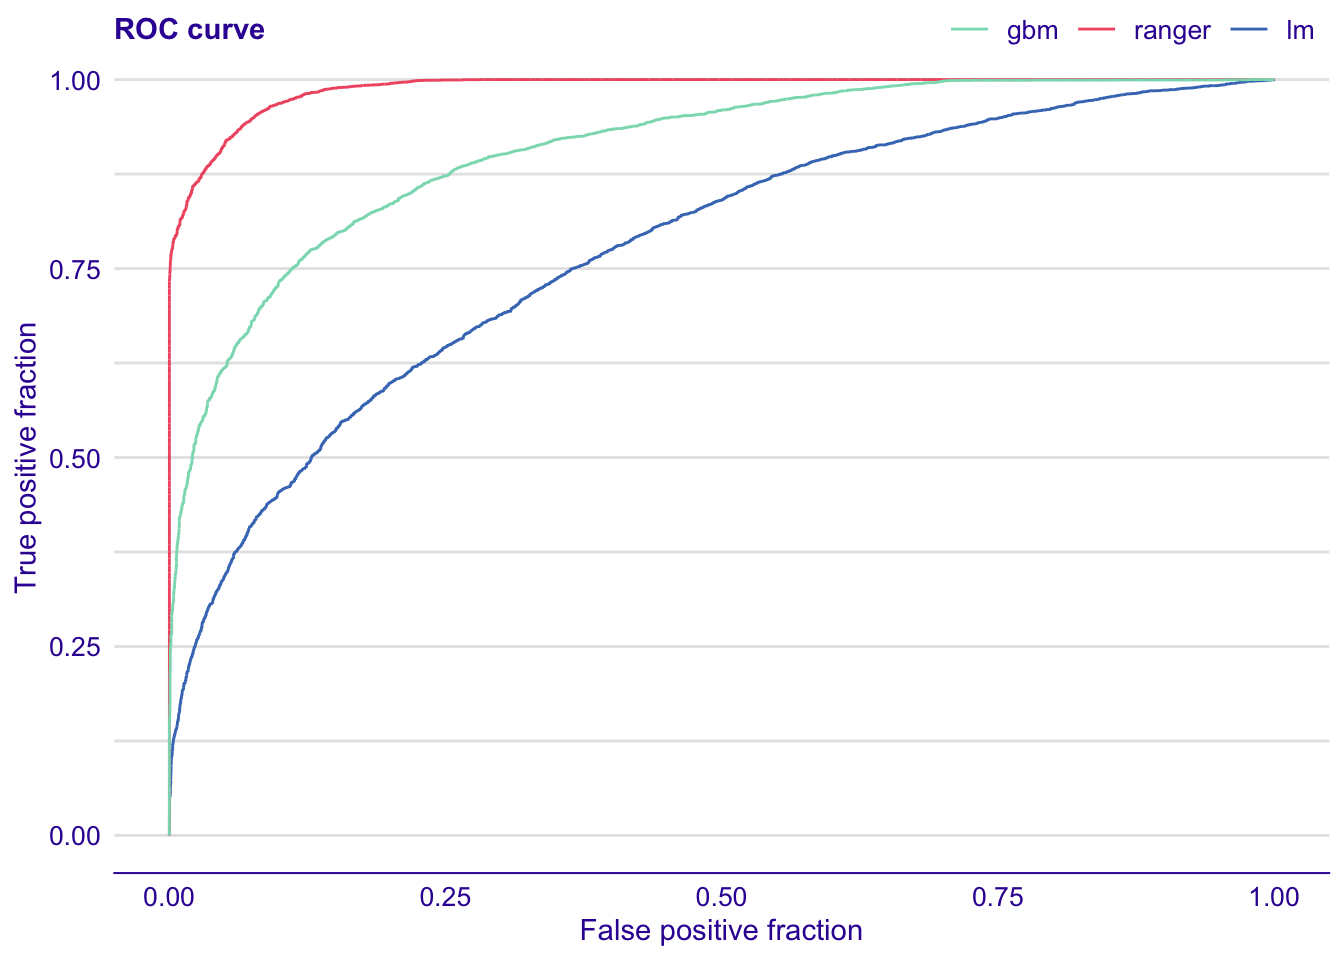 ROC curve
gbm ranger lm
1.00
0.75
0.50
0.25
0.00
True positive fraction
0.00 0.25 0.50 0.75 1.00
False positive fraction